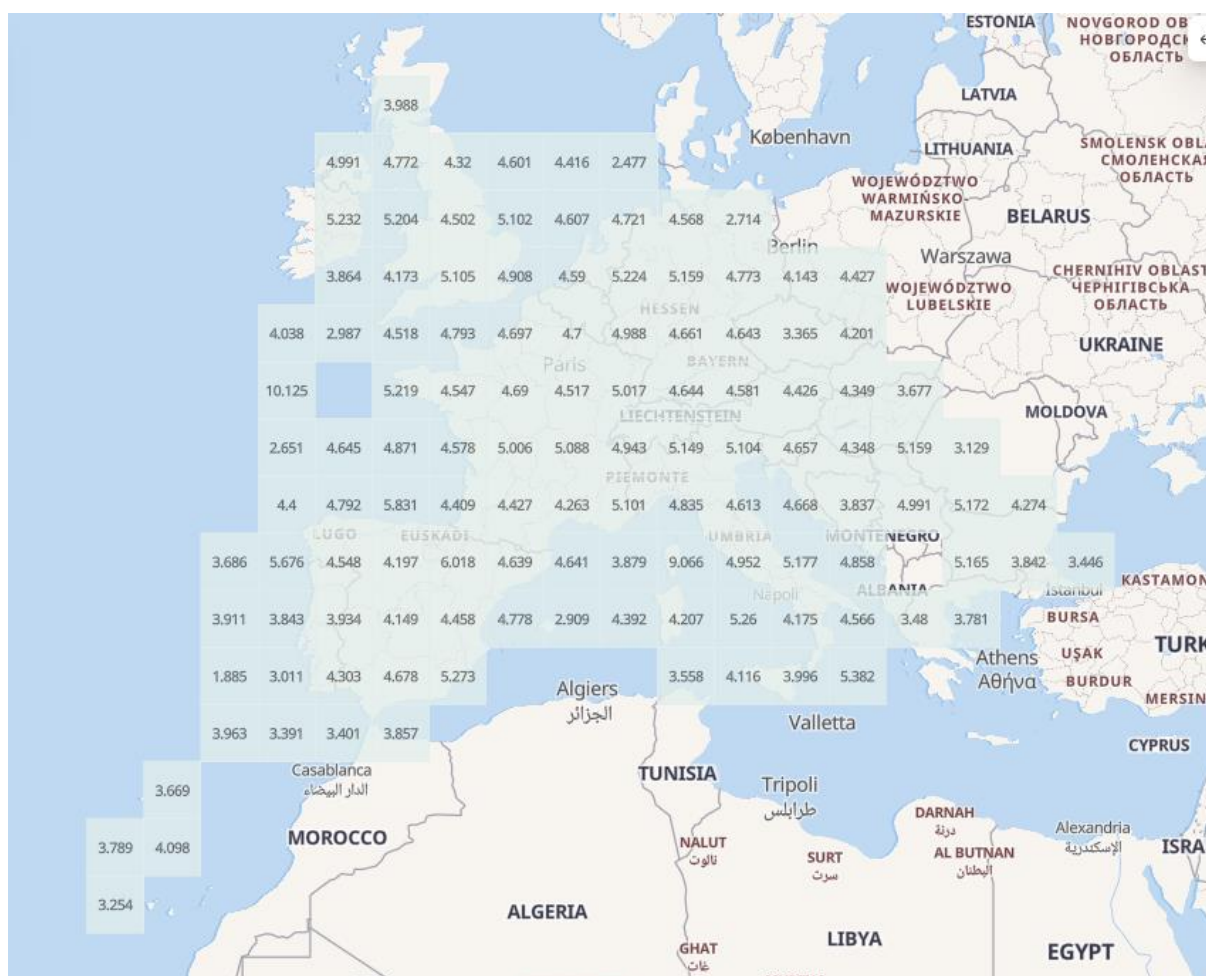 ESTONIA
NOVGOROD OB
НОВГОРОДСК
ОБЛАСТЬ
LATVIA
3.988
København
LITHUANIA
SMOLENSK OBL
СМОЛЕНСКА
ОБЛАСТЬ
4.991 4.772 4.32 4.601 4.416 2.477
WOJEWÓDZTWO
WARMIŃSKO-
MAZURSKIE
BELARUS
5.232 5.204 4.502 5.102 4.607 4.721 4.568 2.714
Berlin
Warszawa
3.864 4.173 5.105 4.908 4.59 5.224 5.159 4.773 4.143 4.427
CHERNIHIV OBLAST
ЧЕРНІГІВСЬКА
ОБЛАСТЬ
WOJEWÓDZTWO
LUBELSKIE
HESSEN
4.038 2.987 4.518 4.793 4.697 4.7 4.988 4.661 4.643 3.365 4.201
UKRAINE
Paris
BAYERN
10.125 5.219 4.547 4.69 4.517 5.017 4.644 4.581 4.426 4.349 3.677
LIECHTENSTEIN
MOLDOVA
2.651 4.645 4.871 4.578 5.006 5.088 4.943 5.149 5.104 4.657 4.348 5.159 3.129
PIEMONTE
4.4 4.792 5.831 4.409 4.427 4.263 5.101 4.835 4.613 4.668 3.837 4.991 5.172 4.274
LUGO EUSKADI UMBRIA MONTENEGRO
3.686 5.676 4.548 4.197 6.018 4.639 4.641 3.879 9.066 4.952 5.177 4.858 5.165 3.842 3.446
KASTAMON
Napoli
ALBANIA
İstanbul
3.911 3.843 3.934 4.149 4.458 4.778 2.909 4.392 4.207 5.26 4.175 4.566 3.48 3.781
BURSA
TURK
Athens
Αθήνα
UŞAK
BURDUR
1.885 3.011 4.303 4.678 5.273 3.558 4.116 3.996 5.382
Algiers
الجزائر
MERSIN
Valletta
3.963 3.391 3.401 3.857
CYPRUS
Casablanca
الدار البيضاء
TUNISIA
Tripoli
طرابلس
3.669
DARNAH
درنة
Alexandria
الإسكندرية
MOROCCO
3.789 4.098
NALUT
نالوت
SURT
سرت
AL BUTNAN
البطنان
ISRA
3.254
ALGERIA
LIBYA
EGYPT
GHAT
غات